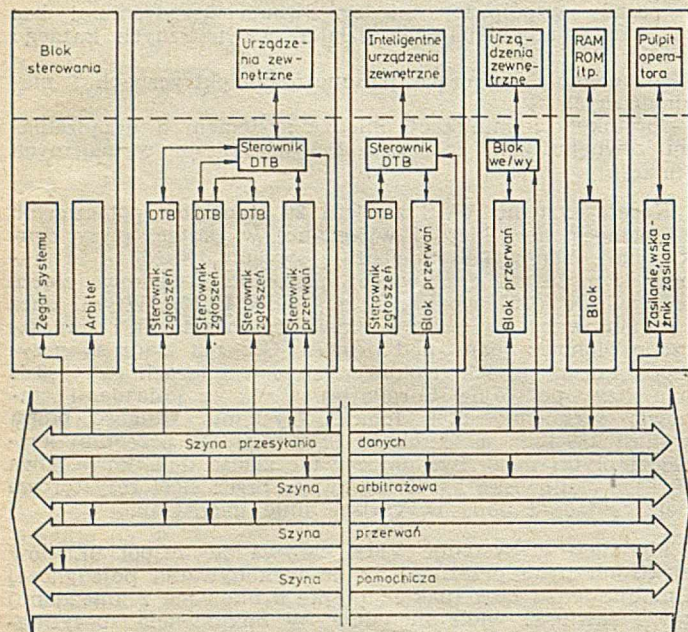 Blok
sterowania
Urządze-
nia zew-
nętrzne
Inteligentne
urządzenia
zewnętrzne
Urzą-
dzenia
zewnę-
trzne
RAM
ROM
itp.
Pulpit
opera-
tora
Sterownik
DTB
Sterownik
DTB
Blok
we/wy
Zegar systemu
Arbiter
DTB
Sterownik
zgłoszeń
DTB
Sterownik
zgłoszeń
DTB
Sterownik
zgłoszeń
Sterownik
przerwań
DTB
Sterownik
zgłoszeń
Blok przerwań
Blok przerwań
Blok
Zasilanie, wska-
źnik zasilania
Szyna przesyłania danych
Szyna arbitrażowa
Szyna przerwań
Szyna pomochicza